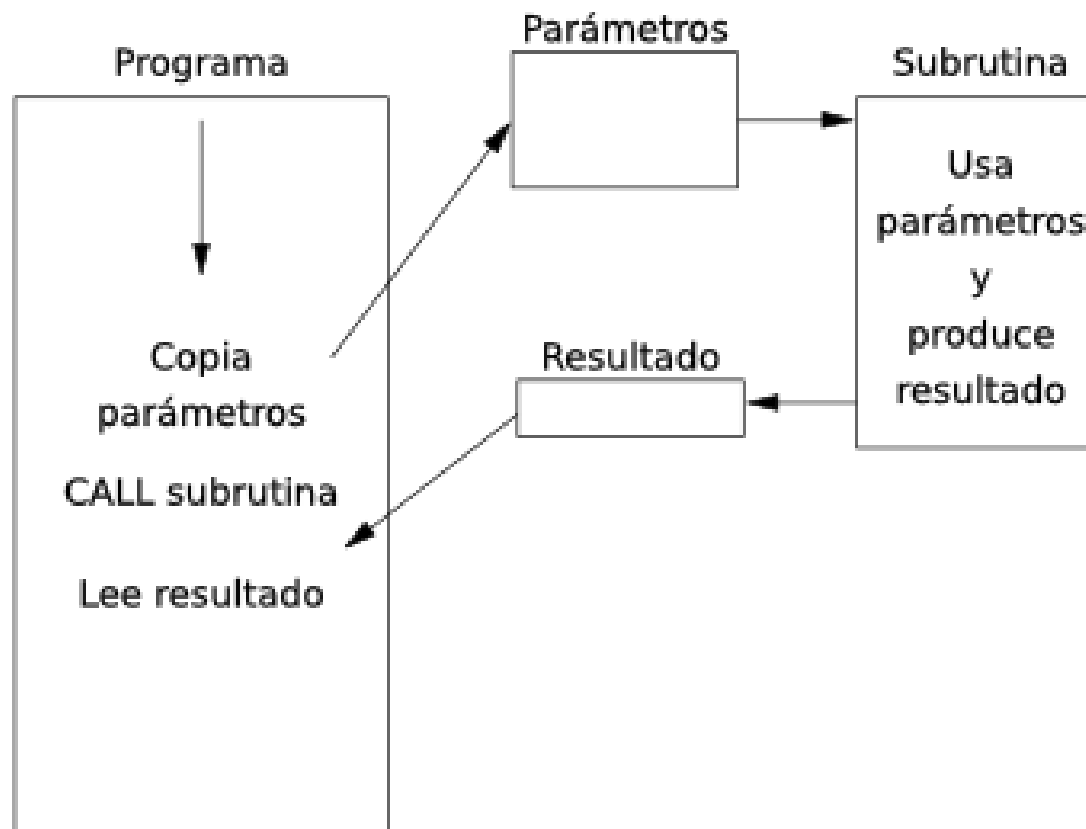 Programa
Copia
parámetros
CALL subrutina
Lee resultado
Parámetros
Resultado
Subrutina
Usa
parámetros
y
produce
resultado